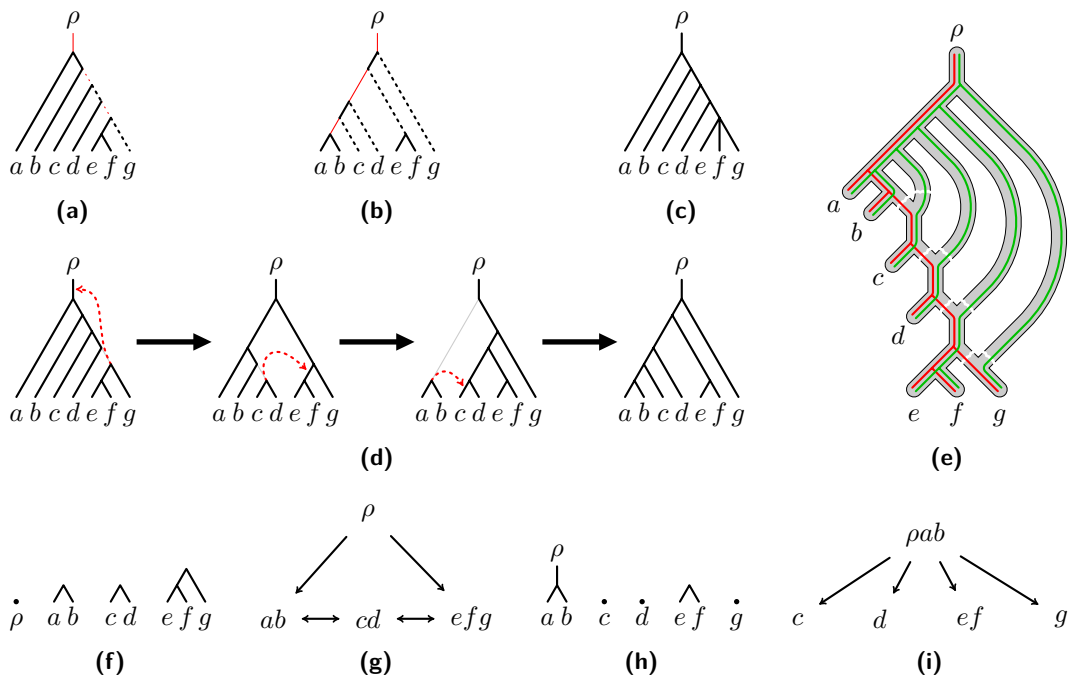 ρ ρ ρ ρ
a b c d e f g a b c d e f g a b c d e f g
(a) (b) (c)
a
b
c
d
e f g
(e)
ρ ρ ρ ρ
a b c d e f g a b c d e f g a b c d e f g a b c d e f g
(d)
ρ a b c d e f g
(f)
ρ
ab cd efg
(g)
ρ
a b c d e f g
(h)
ρab
c d ef g
(i)